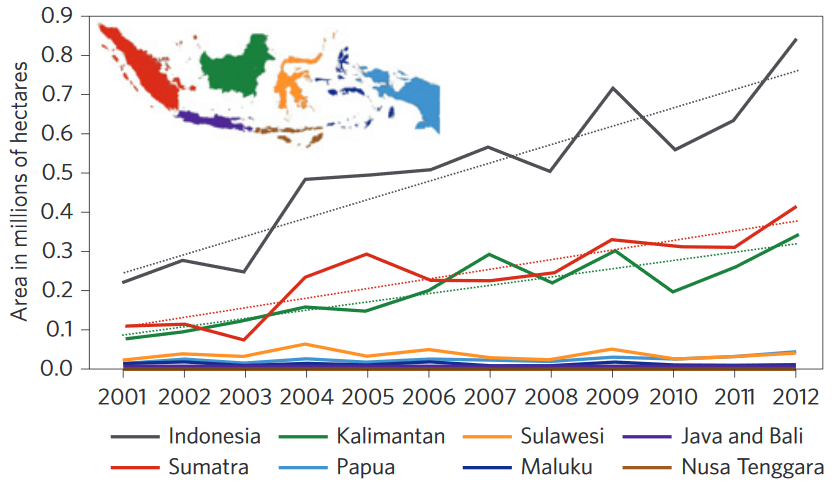 Area in millions of hectares
0.9
0.8
0.7
0.6
0.5
0.4
0.3
0.2
0.1
0.0
2001 2002 2003 2004 2005 2006 2007 2008 2009 2010 2011 2012
Indonesia Kalimantan Sulawesi Java and Bali
Sumatra Papua Maluku Nusa Tenggara